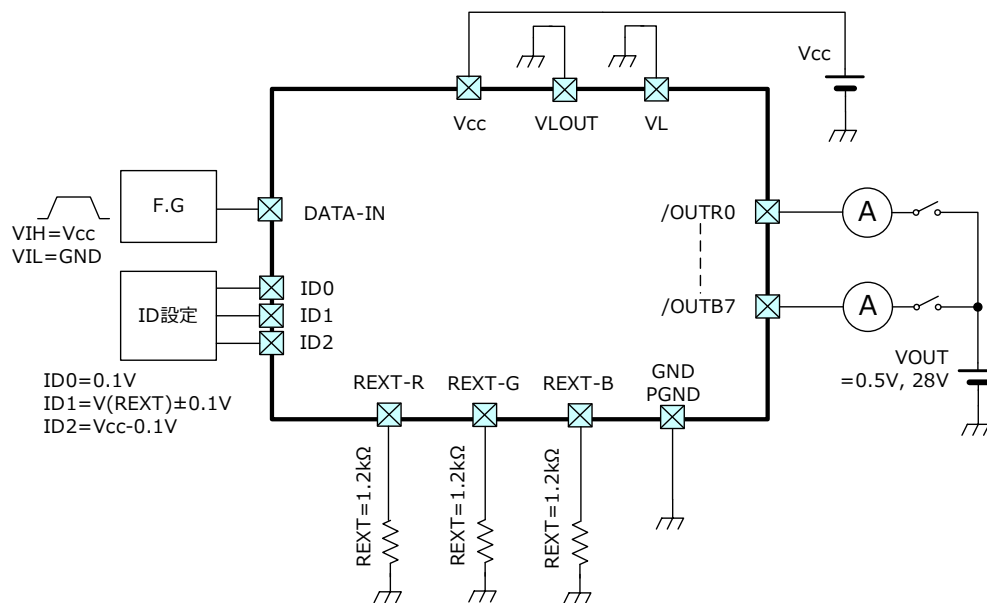 Vcc
Vcc
VLOUT
VL
F.G
DATA-IN
VIH=Vcc
VIL=GND
/OUTR0
A
ID設定
ID0
ID1
ID2
/OUTB7
A
ID0=0.1V
ID1=V(REXT)±0.1V
ID2=Vcc-0.1V
REXT-R
REXT-G
REXT-B
GND
PGND
VOUT
=0.5V, 28V
REXT=1.2kΩ
REXT=1.2kΩ
REXT=1.2kΩ